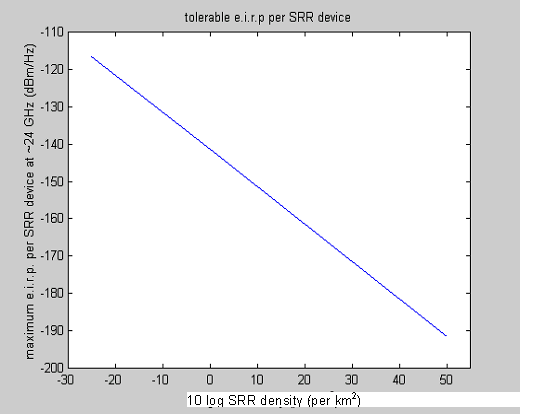 tolerable e.i.r.p per SRR device
maximum e.i.r.p. per SRR device at ~24 GHz (dBm/Hz)
-110
-120
-130
-140
-150
-160
-170
-180
-190
-200
-30 -20 -10 0 10 20 30 40 50
10 log SRR density (per km²)